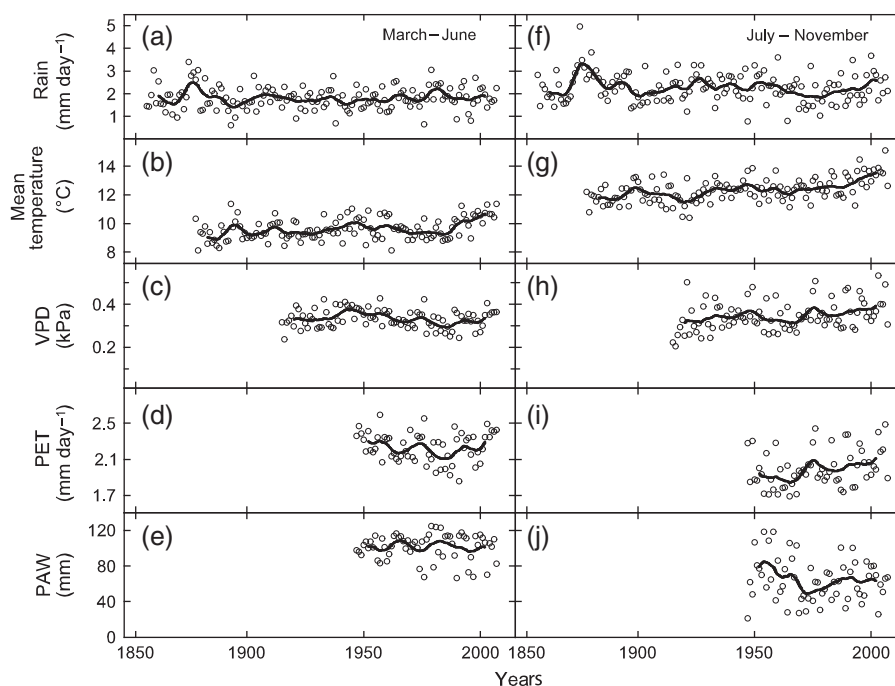 (a)
March – June
(f)
July – November
Rain
(mm day⁻¹)
5
4
3
2
1
(b)
(g)
Mean
temperature
(°C)
14
12
10
8
(c)
(h)
VPD
(kPa)
0.4
0.2
(d)
(i)
PET
(mm day⁻¹)
2.5
2.1
1.7
(e)
(j)
PAW
(mm)
120
80
40
0
1850 1900 1950 2000 1850 1900 1950 2000
Years